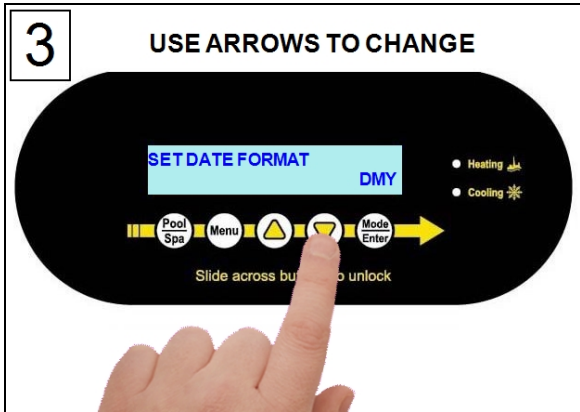 3
USE ARROWS TO CHANGE
SET DATE FORMAT
DMY
Heating
Cooling
Pool
Spa
Menu
Mode
Enter
Slide across but o unlock